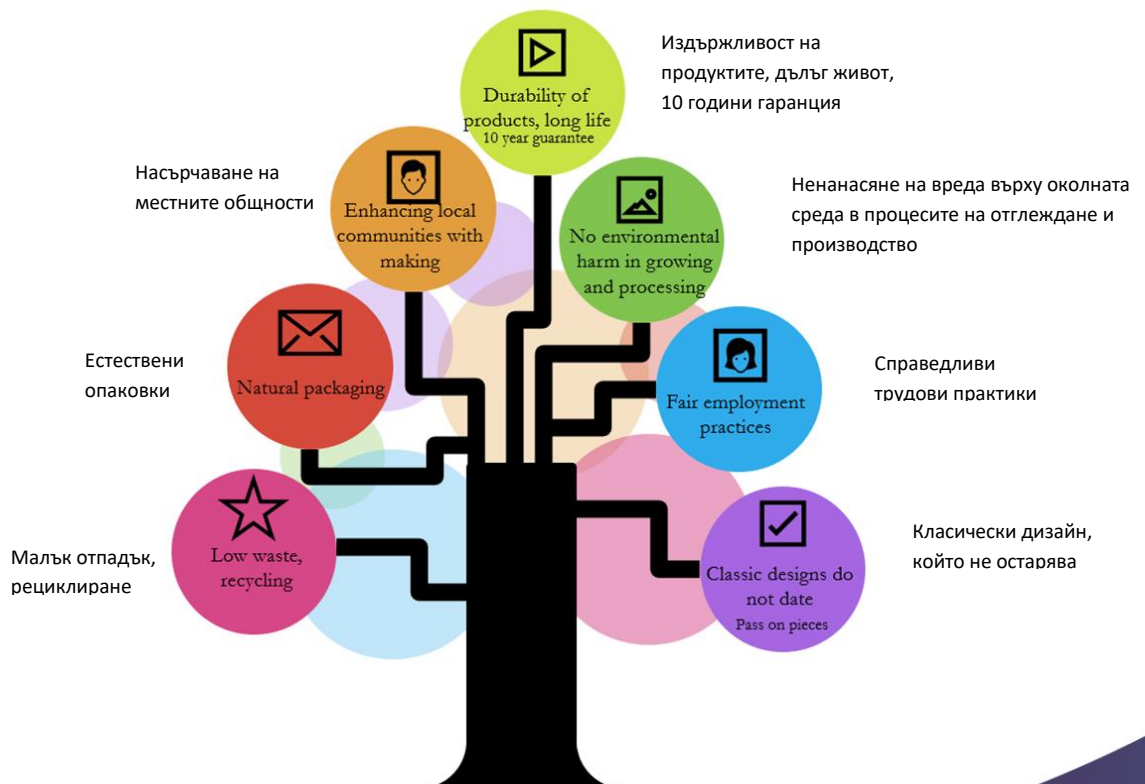 Издържливост на
продуктите, дълъг живот,
10 години гаранция
Durability of
products, long life
10 year guarantee
Насърчаване на
местните общности
Enhancing local
communities with
making
Ненанасяне на вреда върху околната
среда в процесите на отглеждане и
производство
No environmental
harm in growing
and processing
Естествени
опаковки
Natural packaging
Справедливи
трудови практики
Fair employment
practices
Малък отпадък,
рециклиране
Low waste,
recycling
Класически дизайн,
който не остарява
Classic designs do
not date
Pass on pieces